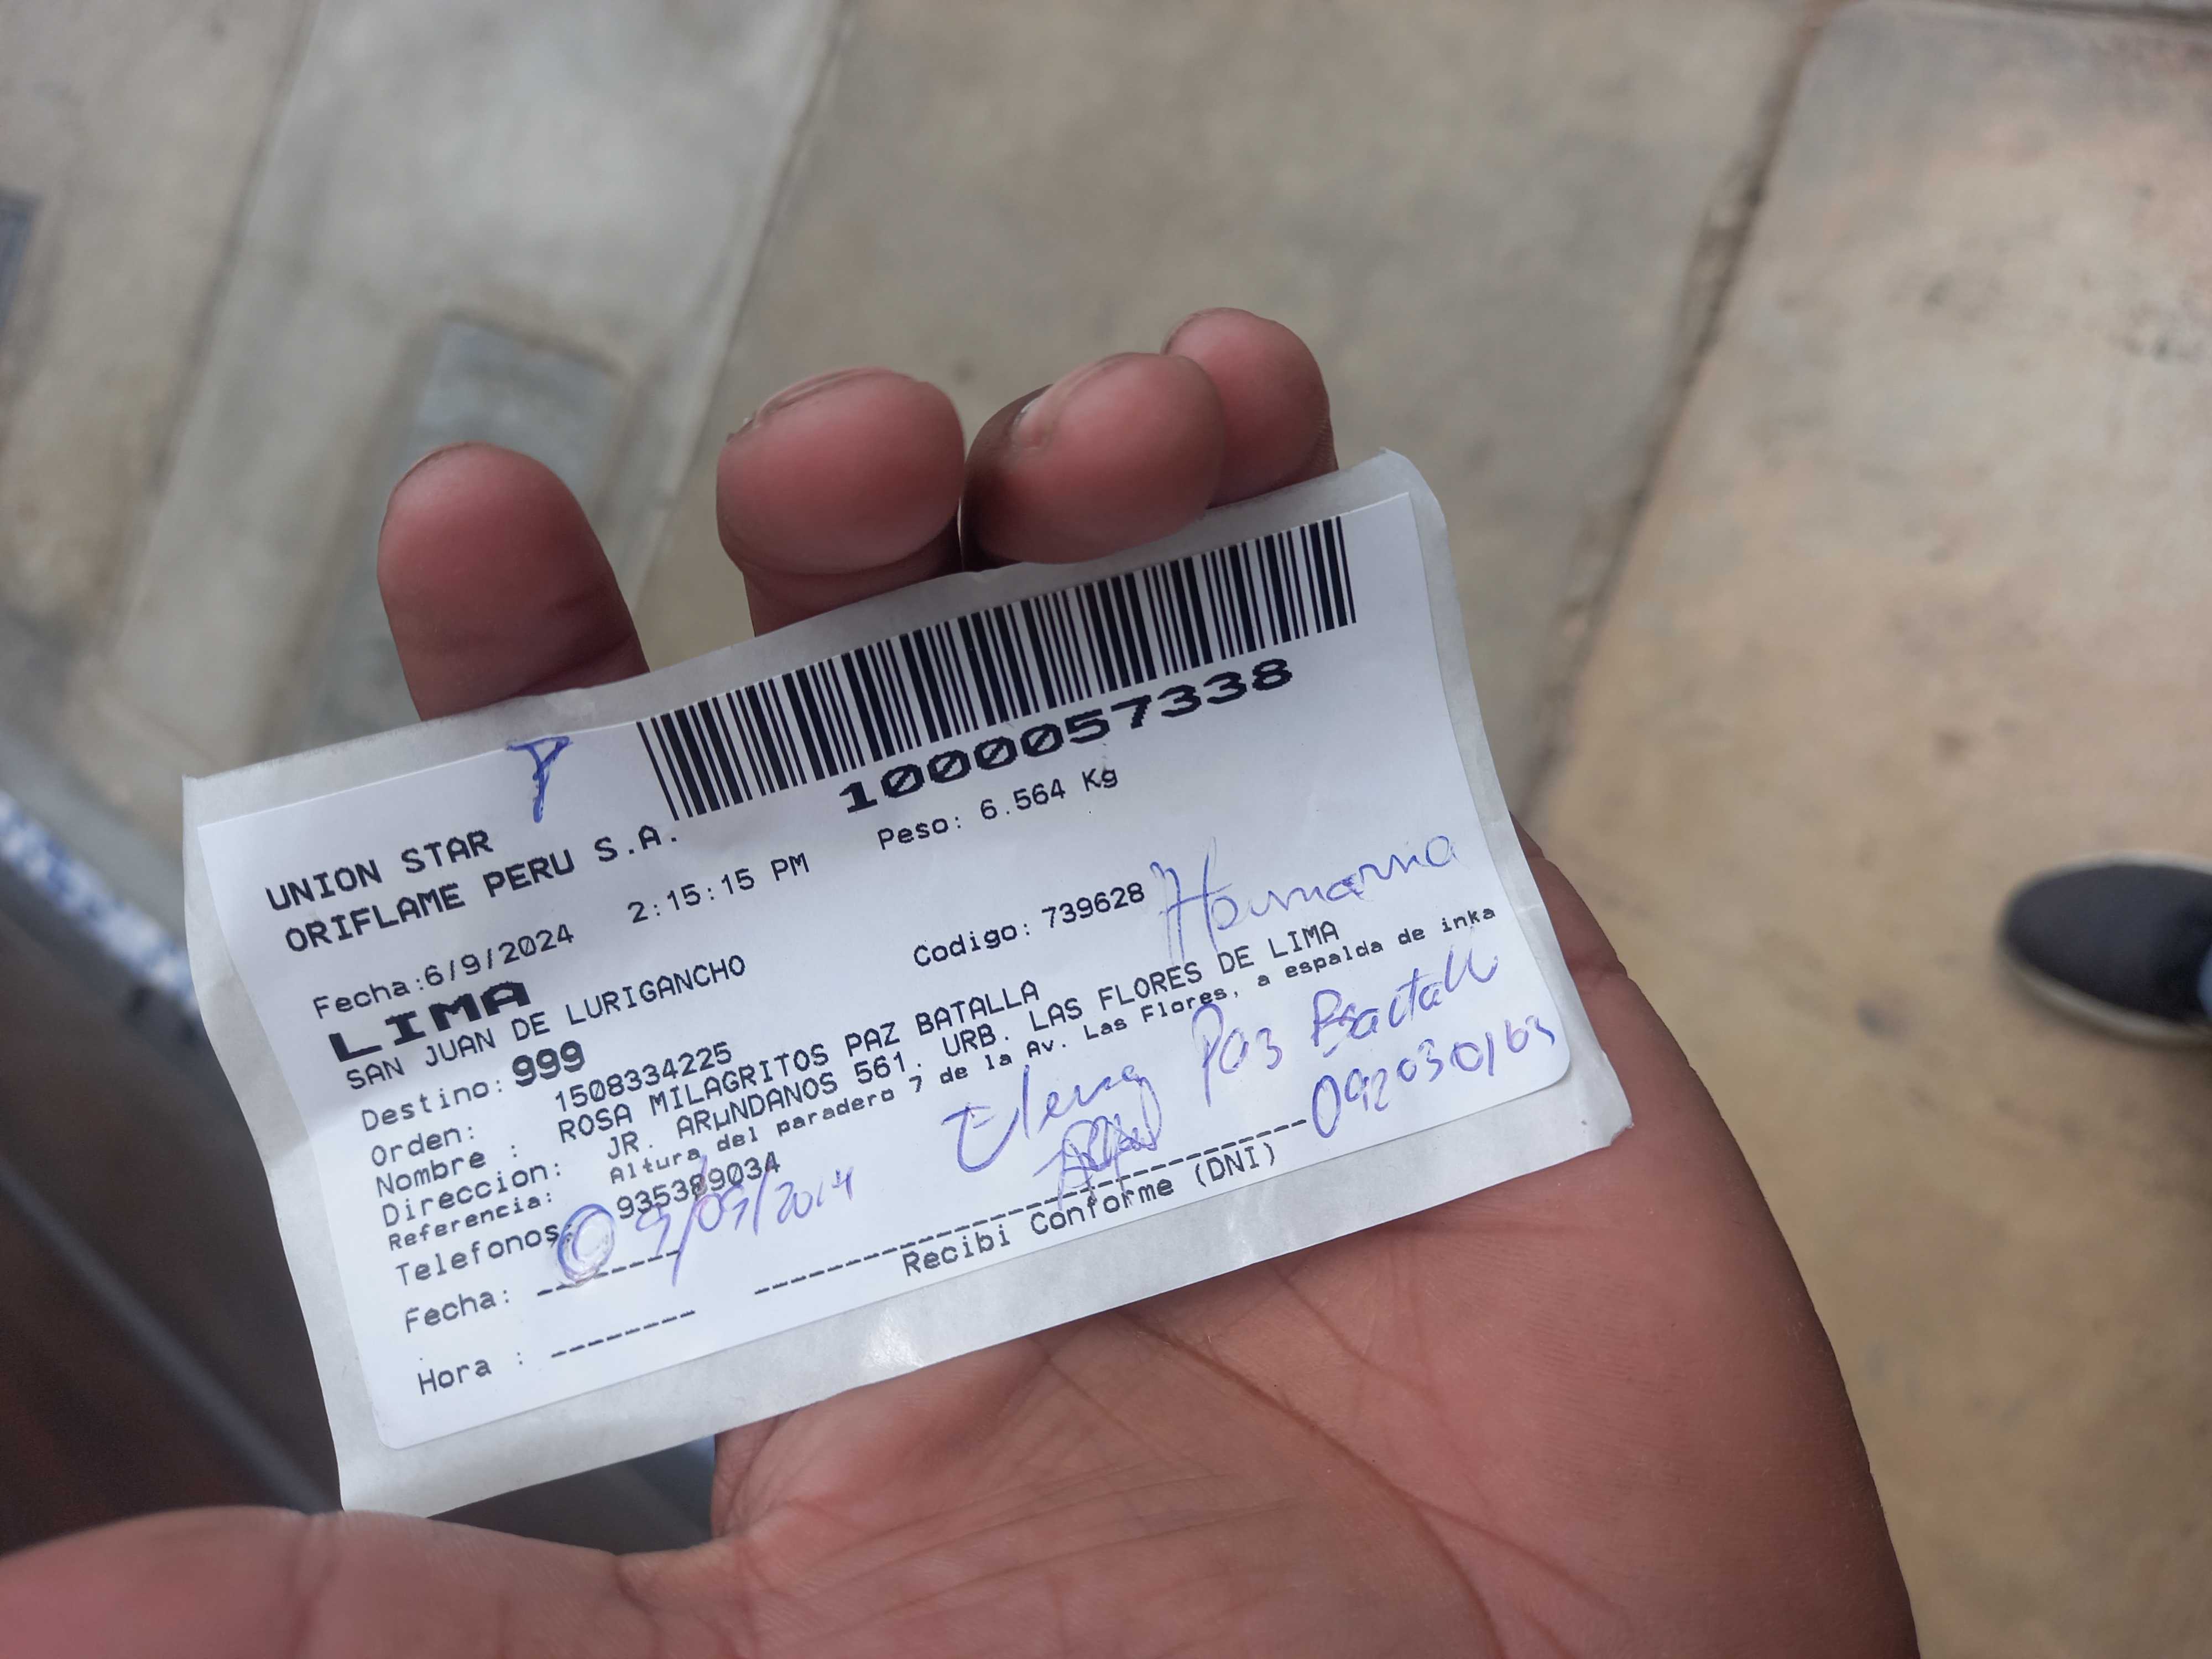 1000057338
UNION STAR
ORIFLAME PERU S.A.
Peso: 6.564 Kg
Fecha:6/9/2024 2:15:15 PM
LIMA
SAN JUAN DE LURIGANCHO
Codigo: 739628 Hermana
Destino: 999
Orden: 1508334225
Nombre : ROSA MILAGRITOS PAZ BATALLA
Direccion: JR. ARUNDANOS 561. URB. LAS FLORES DE LIMA
Referencia: Altura del paradero 7 de la Av. Las Flores, a espalda de inka
Telefonos: 935389034
Elena Paz
092030163
Fecha:
Hora :
Recibi Conforme (DNI)